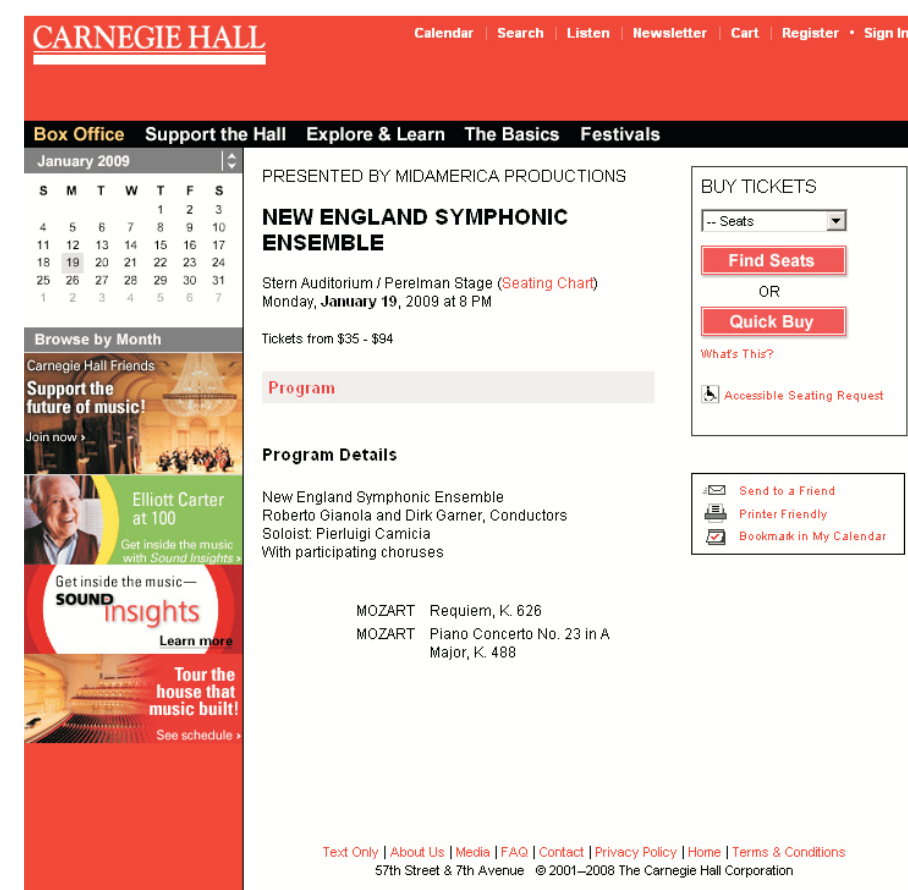 CARNEGIE HALL
Calendar | Search | Listen | Newsletter | Cart | Register • Sign In
Box Office Support the Hall Explore & Learn The Basics Festivals
January 2009
S M T W T F S
1 2 3
4 5 6 7 8 9 10
11 12 13 14 15 16 17
18 19 20 21 22 23 24
25 26 27 28 29 30 31
1 2 3 4 5 6 7
Browse by Month
Carnegie Hall Friends
Support the
future of music!
Join now ›
Elliott Carter
at 100
Get inside the music
with Sound Insights ›
Get inside the music—
SOUND
insights
Learn more
Tour the
house that
music built!
See schedule ›
PRESENTED BY MIDAMERICA PRODUCTIONS
NEW ENGLAND SYMPHONIC
ENSEMBLE
Stern Auditorium / Perelman Stage (Seating Chart)
Monday, January 19, 2009 at 8 PM
Tickets from $35 - $94
Program
Program Details
New England Symphonic Ensemble
Roberto Gianola and Dirk Garner, Conductors
Soloist: Pierluigi Camicia
With participating choruses
MOZART Requiem, K. 626
MOZART Piano Concerto No. 23 in A
Major, K. 488
BUY TICKETS
-- Seats
Find Seats
OR
Quick Buy
What's This?
Accessible Seating Request
Send to a Friend
Printer Friendly
Bookmark in My Calendar
Text Only | About Us | Media | FAQ | Contact | Privacy Policy | Home | Terms & Conditions
57th Street & 7th Avenue © 2001–2008 The Carnegie Hall Corporation